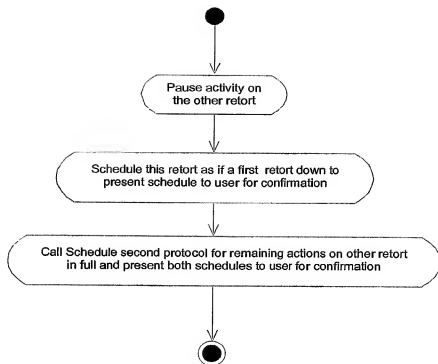 Pause activity on
the other retort
Schedule this retort as if a first retort down to
present schedule to user for confirmation
Call Schedule second protocol for remaining actions on other retort
in full and present both schedules to user for confirmation